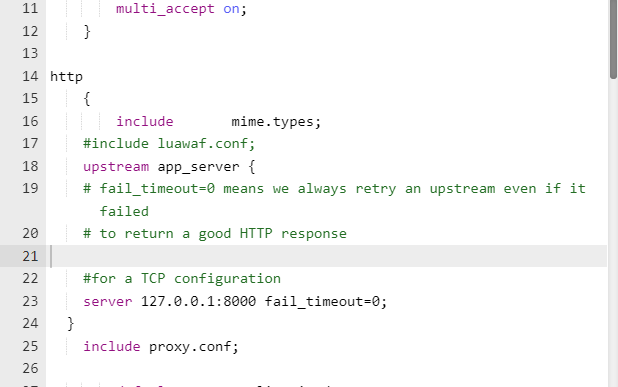 11 multi_accept on;
12 }
13
14 http
15 {
16 include mime.types;
17 #include luawaf.conf;
18 upstream app_server {
19 # fail_timeout=0 means we always retry an upstream even if it
failed
20 # to return a good HTTP response
21
22 #for a TCP configuration
23 server 127.0.0.1:8000 fail_timeout=0;
24 }
25 include proxy.conf;
26